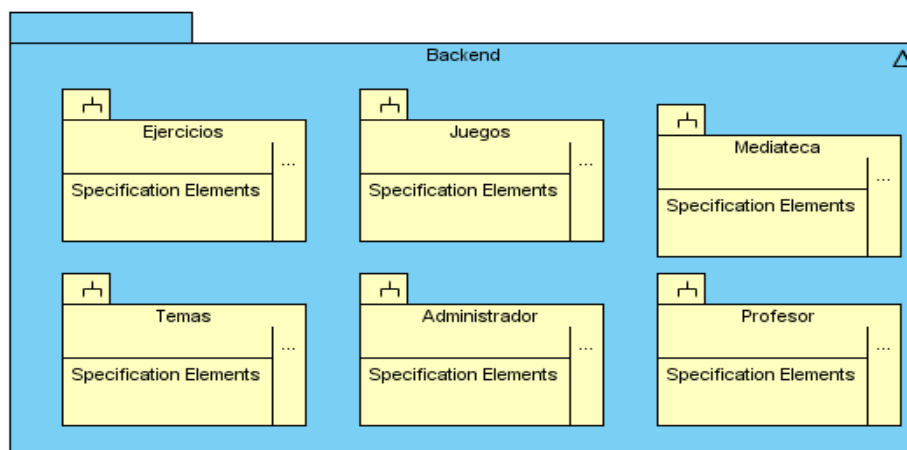 Backend
Ejercicios
...
Specification Elements
Juegos
...
Specification Elements
Mediateca
...
Specification Elements
Temas
...
Specification Elements
Administrador
...
Specification Elements
Profesor
...
Specification Elements